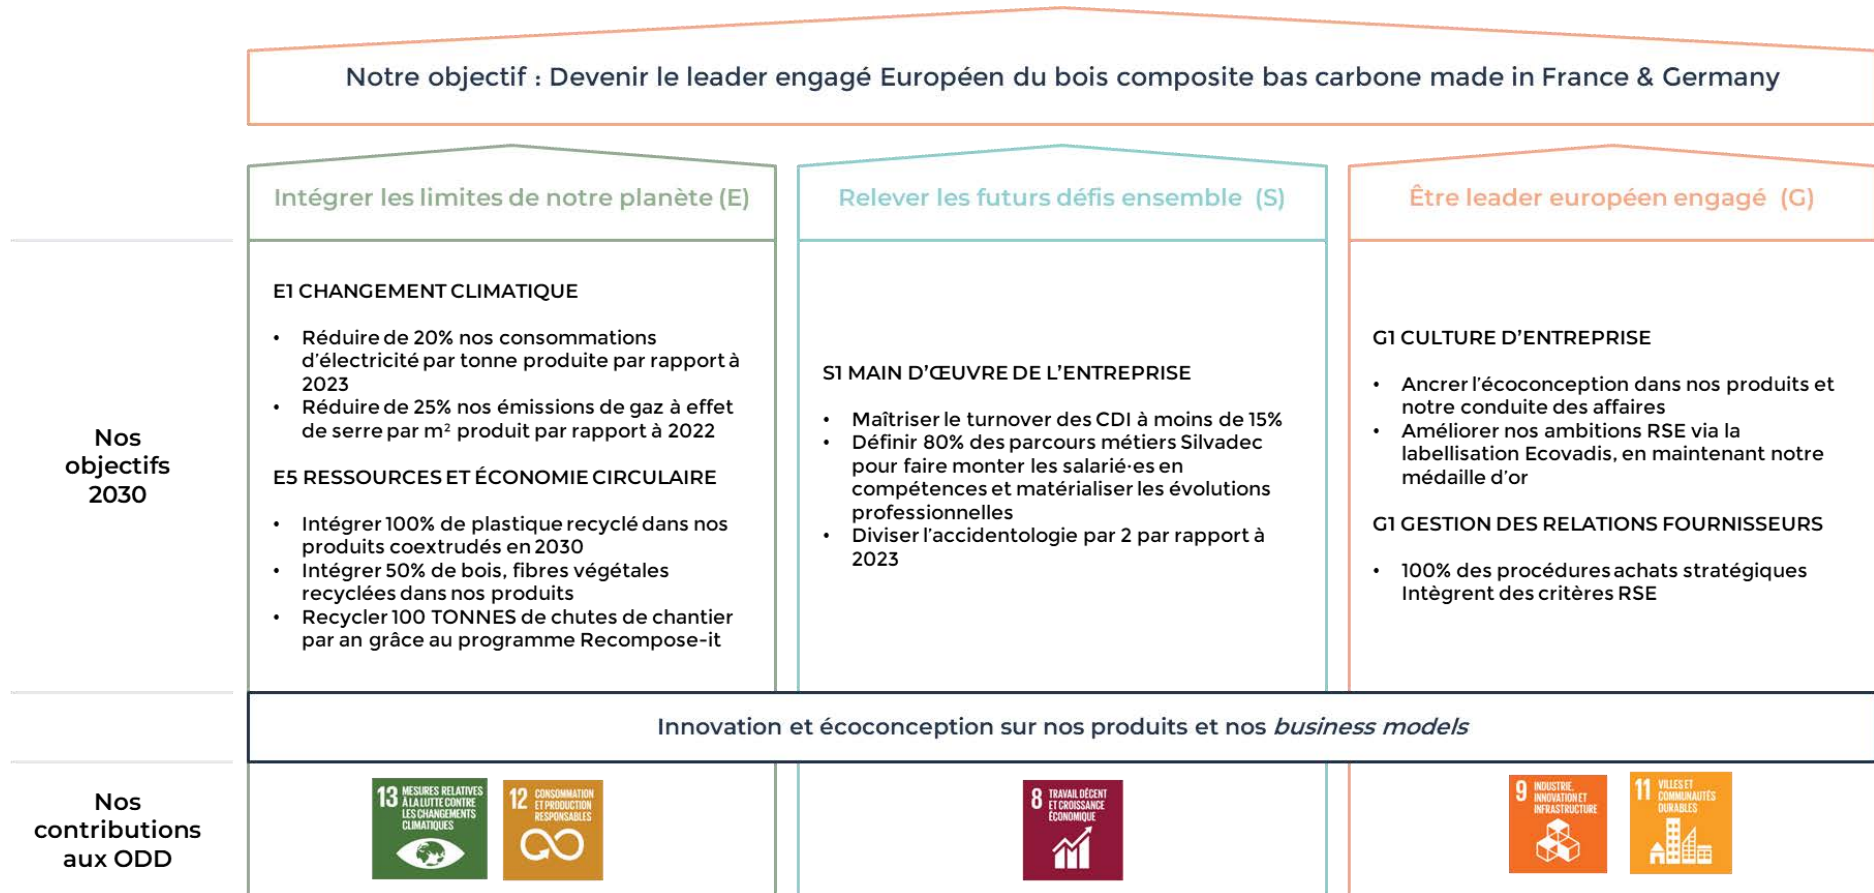 Notre objectif : Devenir le leader engagé Européen du bois composite bas carbone made in France & Germany
Intégrer les limites de notre planète (E)
Relever les futurs défis ensemble (S)
Être leader européen engagé (G)
Nos
objectifs
2030
E1 CHANGEMENT CLIMATIQUE
• Réduire de 20% nos consommations
d'électricité par tonne produite par rapport à
2023
• Réduire de 25% nos émissions de gaz à effet
de serre par m² produit par rapport à 2022
E5 RESSOURCES ET ÉCONOMIE CIRCULAIRE
• Intégrer 100% de plastique recyclé dans nos
produits coextrudés en 2030
• Intégrer 50% de bois, fibres végétales
recyclées dans nos produits
• Recycler 100 TONNES de chutes de chantier
par an grâce au programme Recompose-it
S1 MAIN D'ŒUVRE DE L'ENTREPRISE
• Maîtriser le turnover des CDI à moins de 15%
• Définir 80% des parcours métiers Silvadec
pour faire monter les salarié·es en
compétences et matérialiser les évolutions
professionnelles
• Diviser l'accidentologie par 2 par rapport à
2023
G1 CULTURE D'ENTREPRISE
• Ancrer l'écoconception dans nos produits et
notre conduite des affaires
• Améliorer nos ambitions RSE via la
labellisation Ecovadis, en maintenant notre
médaille d'or
G1 GESTION DES RELATIONS FOURNISSEURS
• 100% des procédures achats stratégiques
Intègrent des critères RSE
Innovation et écoconception sur nos produits et nos business models
Nos
contributions
aux ODD
13 MESURES RELATIVES
À LA LUTTE CONTRE
LES CHANGEMENTS
CLIMATIQUES
12 CONSOMMATION
ET PRODUCTION
RESPONSABLES
8 TRAVAIL DÉCENT
ET CROISSANCE
ÉCONOMIQUE
9 INDUSTRIE,
INNOVATION ET
INFRASTRUCTURE
11 VILLES ET
COMMUNAUTÉS
DURABLES